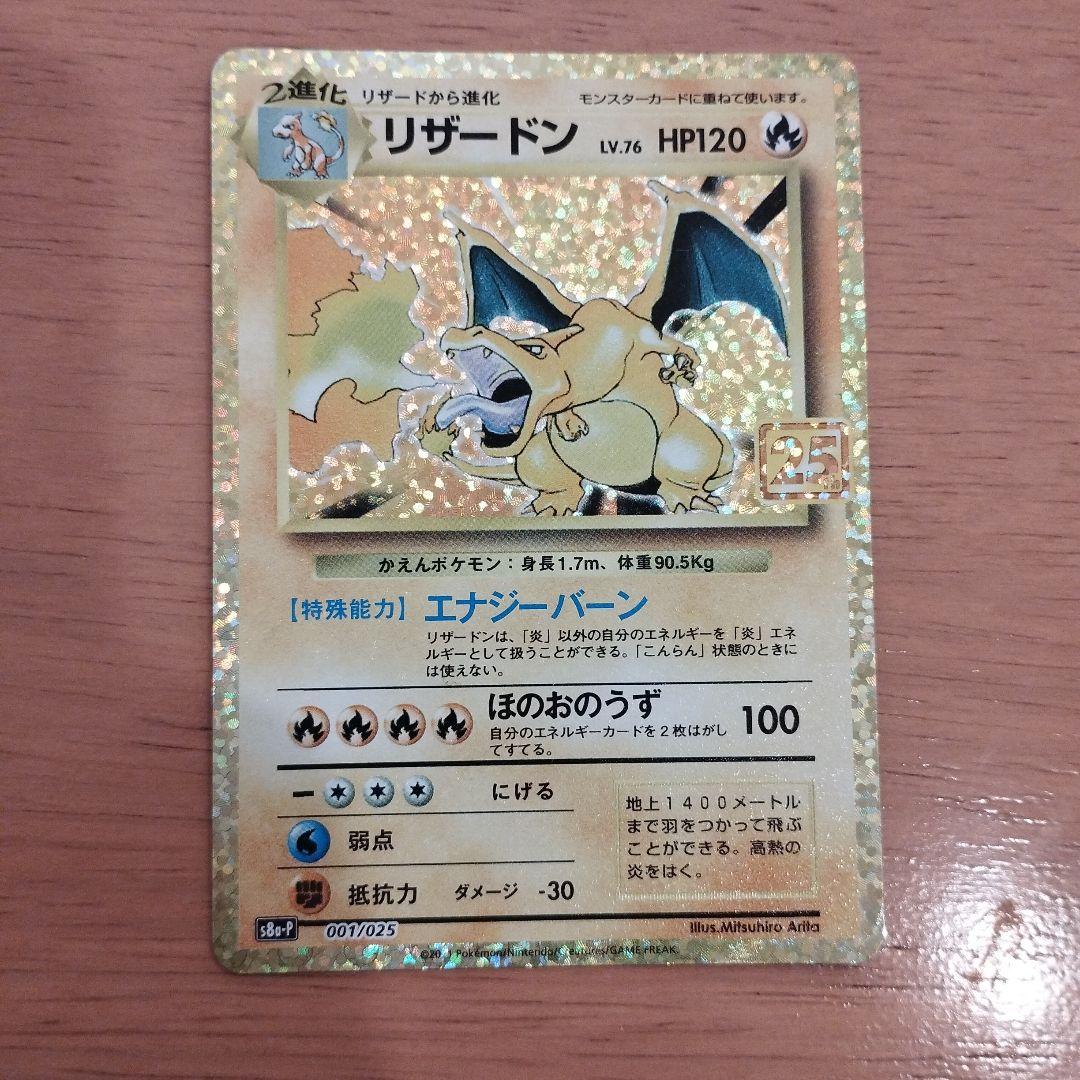 2進化 リザードから進化 モンスターカードに重ねて使います。
リザードン LV.76 HP120
25
かえんポケモン：身長1.7m、体重90.5Kg
【特殊能力】 エナジーバーン
リザードンは、「炎」以外の自分のエネルギーを「炎」エネ
ルギーとして扱うことができる。「こんらん」状態のときに
は使えない。
ほのおのうず 100
自分のエネルギーカードを２枚はがし
てすてる。
にげる
弱点
抵抗力 ダメージ -30
地上１４００メートル
まで羽をつかって飛ぶ
ことができる。高熱の
炎をはく。
s8a-P 001/025 Illus.Mitsuhiro Arita
Pokémon/Nintendo/Creatures/GAME FREAK.